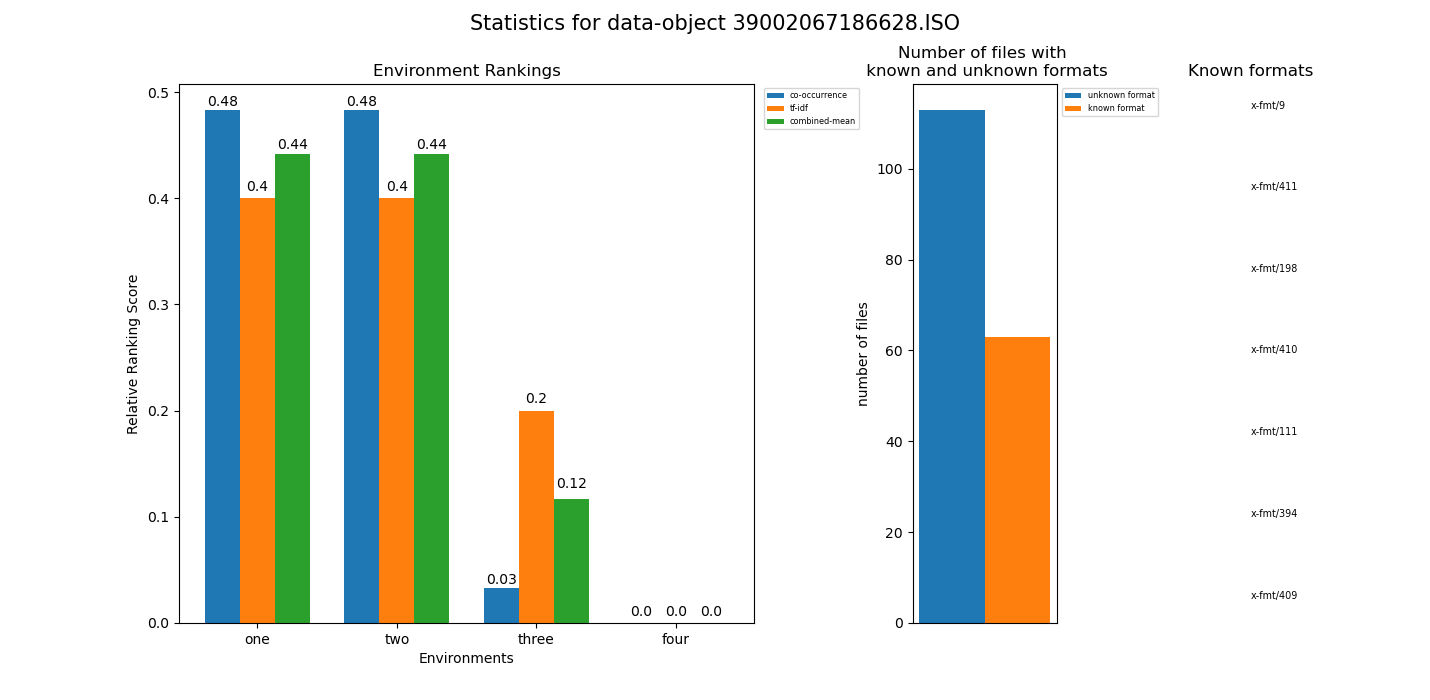 Statistics for data-object 39002067186628.ISO
Environment Rankings
Relative Ranking Score
0.5
0.4
0.3
0.2
0.1
0.0
0.48
0.4
0.44
0.48
0.4
0.44
0.03
0.2
0.12
0.0
0.0
0.0
one
two
three
four
Environments
co-occurrence
tf-idf
combined-mean
Number of files with
known and unknown formats
number of files
100
80
60
40
20
0
unknown format
known format
Known formats
x-fmt/9
x-fmt/411
x-fmt/198
x-fmt/410
x-fmt/111
x-fmt/394
x-fmt/409